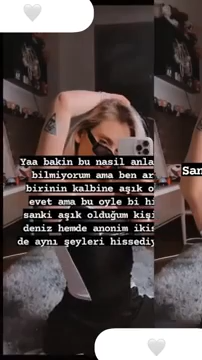 Yaa bakin bu nasil anla
bilmiyorum ama ben ar
birinin kalbine aşık o
evet ama bu oyle bi hi
sanki aşık olduğum kişi
deniz hemde anonim ikis
de aynı şeyleri hissediy
San